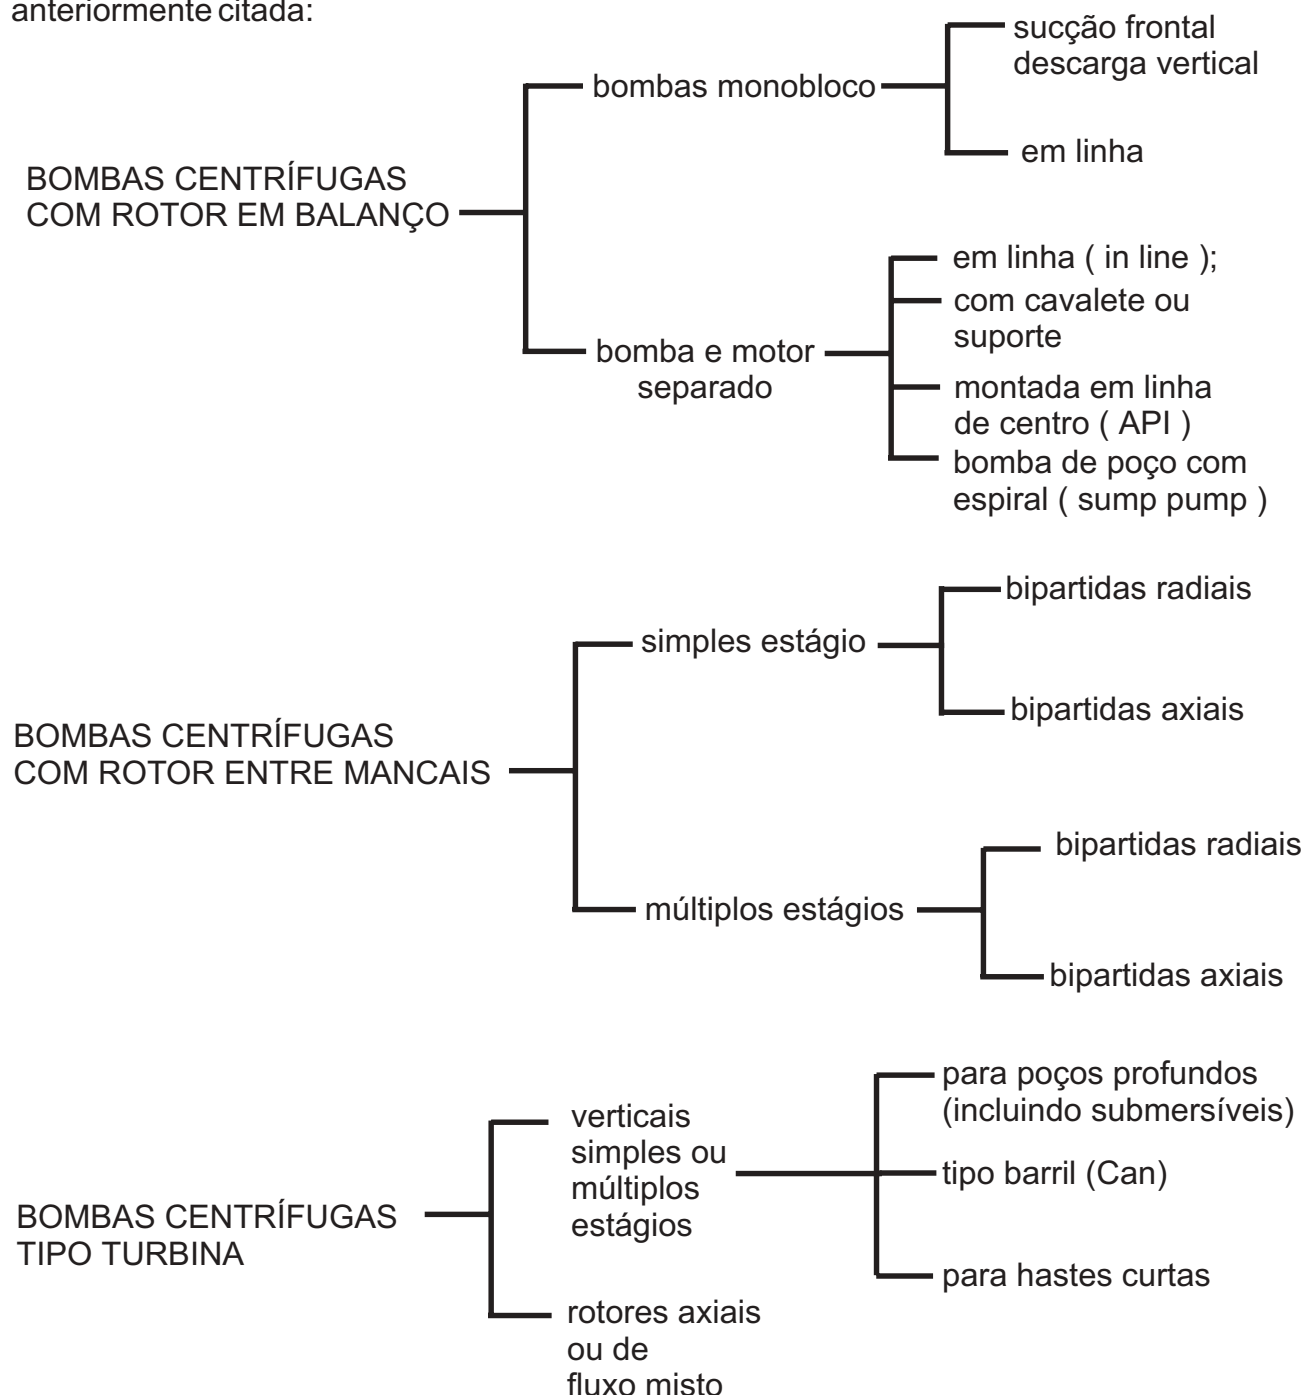 anteriormente citada:
BOMBAS CENTRÍFUGAS
COM ROTOR EM BALANÇO
bombas monobloco
sucção frontal
descarga vertical
em linha
bomba e motor
separado
em linha ( in line );
com cavalete ou
suporte
montada em linha
de centro ( API )
bomba de poço com
espiral ( sump pump )
BOMBAS CENTRÍFUGAS
COM ROTOR ENTRE MANCAIS
simples estágio
bipartidas radiais
bipartidas axiais
múltiplos estágios
bipartidas radiais
bipartidas axiais
BOMBAS CENTRÍFUGAS
TIPO TURBINA
verticais
simples ou
múltiplos
estágios
para poços profundos
(incluindo submersíveis)
tipo barril (Can)
para hastes curtas
rotores axiais
ou de
fluxo misto